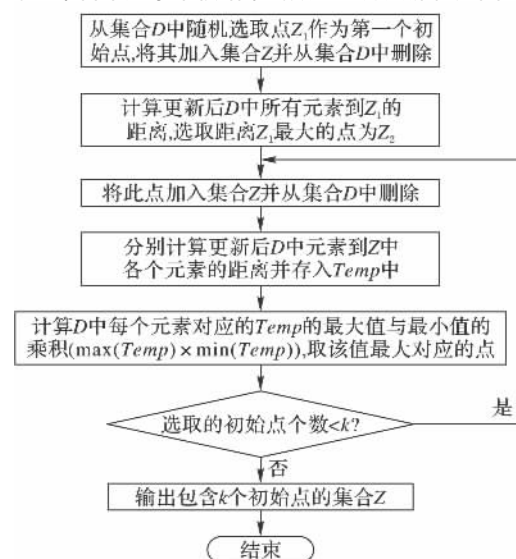 从集合D中随机选取点Z₁作为第一个初
始点,将其加入集合Z并从集合D中删除
计算更新后D中所有元素到Z₁的
距离,选取距离Z₁最大的点为Z₂
将此点加入集合Z并从集合D中删除
分别计算更新后D中元素到Z中
各个元素的距离并存入Temp中
计算D中每个元素对应的Temp的最大值与最小值的
乘积(max(Temp)×min(Temp)),取该值最大对应的点
选取的初始点个数<k?
是
否
输出包含k个初始点的集合Z
结束